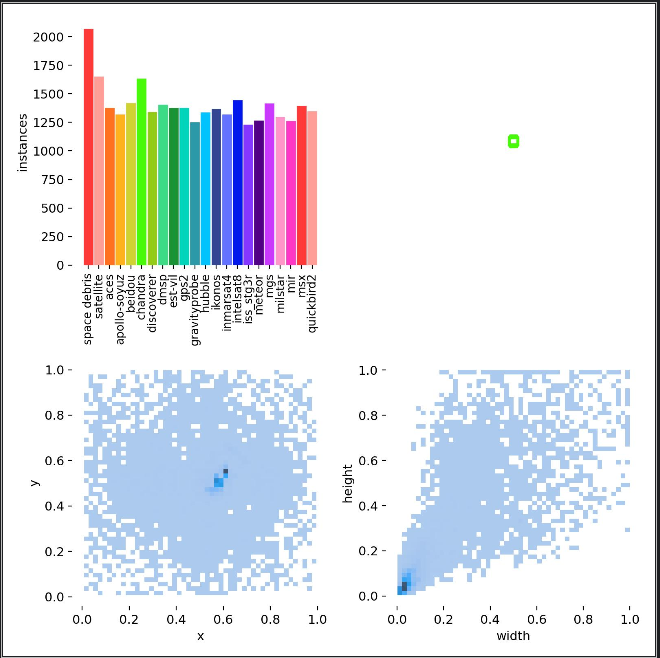 2000
1750
1500
1250
1000
750
500
250
0
instances
space debris
satellite
aces
apollo-soyuz
beidou
chandra
discoverer
dmsp
est-vil
gps2
gravityprobe
hubble
ikonos
inmarsat4
intelsat8
iss_stg3r
meteor
mgs
milstar
mir
msx
quickbird2
1.0
0.8
0.6
0.4
0.2
0.0
y
0.0 0.2 0.4 0.6 0.8 1.0
x
1.0
0.8
0.6
0.4
0.2
0.0
height
0.0 0.2 0.4 0.6 0.8 1.0
width